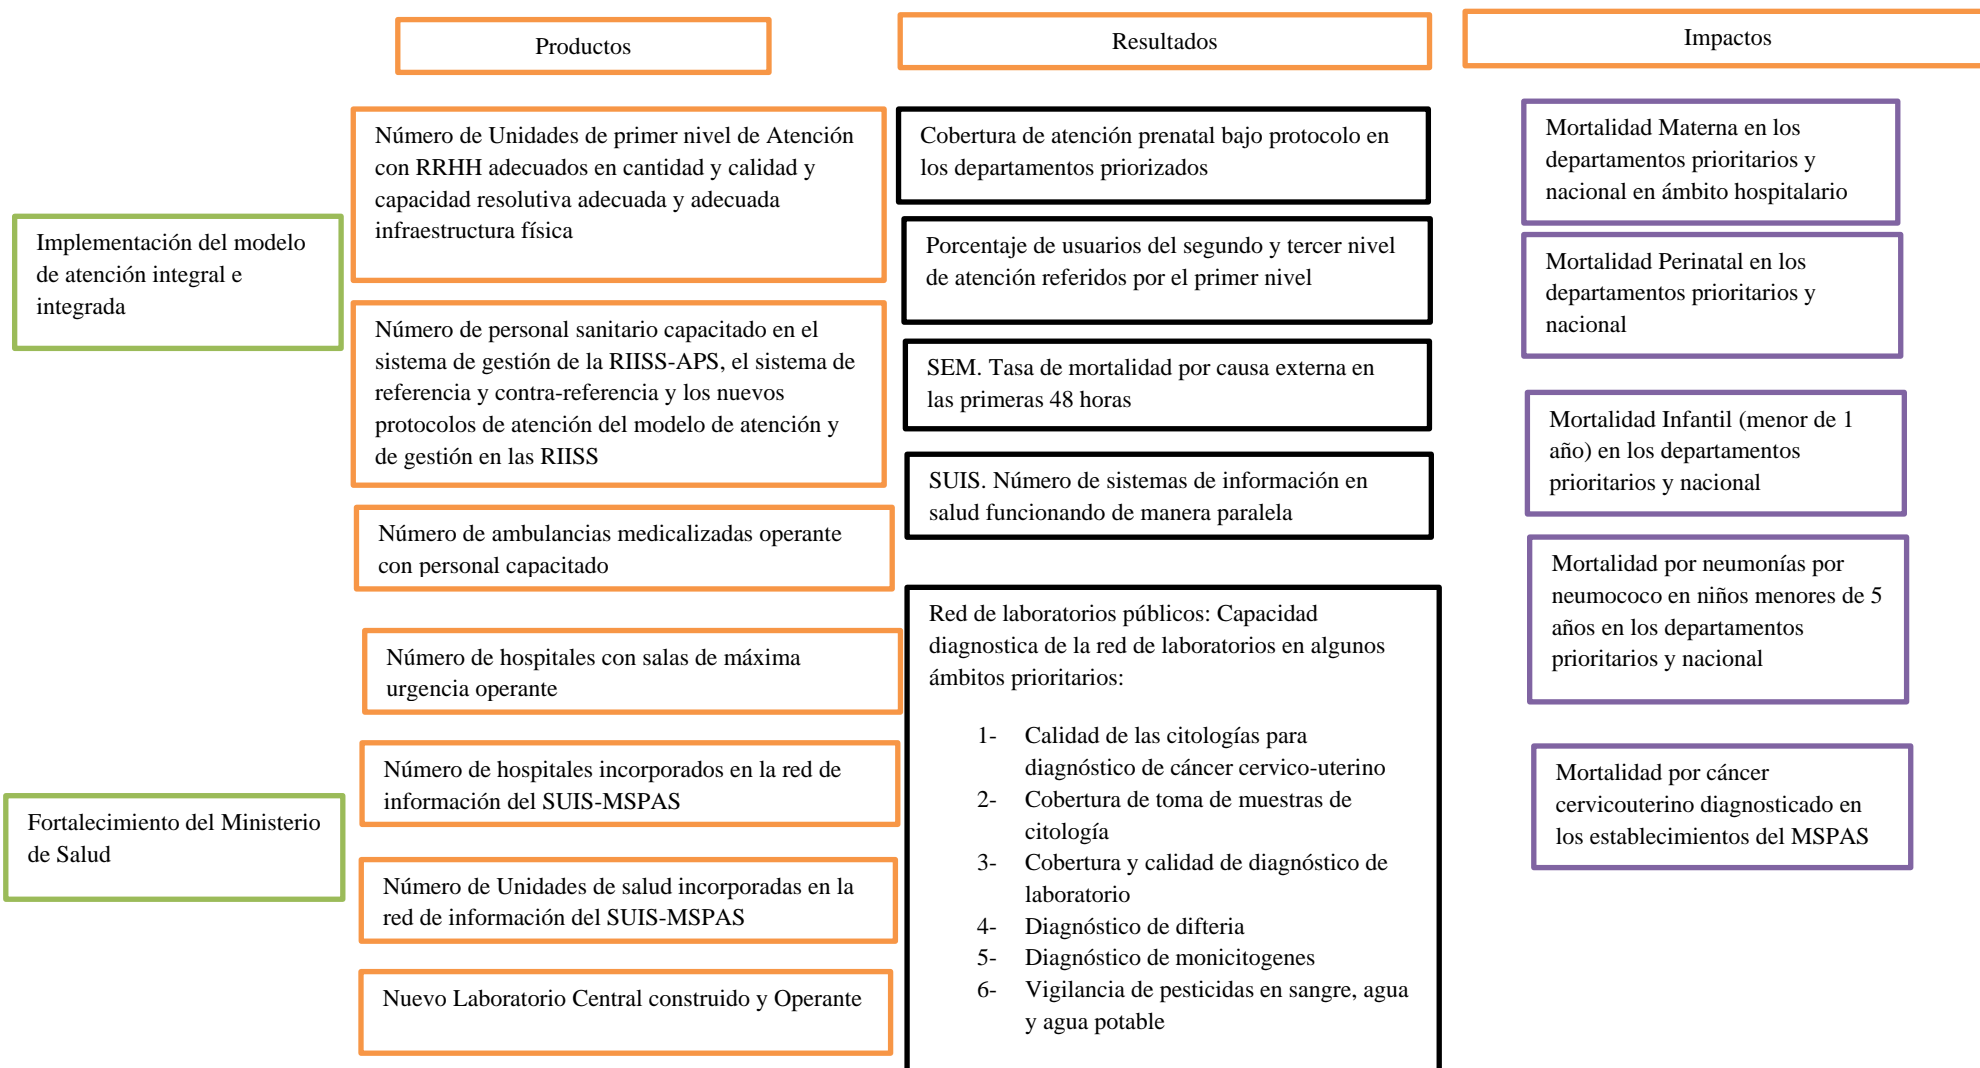 Productos
Resultados
Impactos
Implementación del modelo
de atención integral e
integrada
Fortalecimiento del Ministerio
de Salud
Número de Unidades de primer nivel de Atención
con RRHH adecuados en cantidad y calidad y
capacidad resolutiva adecuada y adecuada
infraestructura física
Número de personal sanitario capacitado en el
sistema de gestión de la RIISS-APS, el sistema de
referencia y contra-referencia y los nuevos
protocolos de atención del modelo de atención y
de gestión en las RIISS
Número de ambulancias medicalizadas operante
con personal capacitado
Número de hospitales con salas de máxima
urgencia operante
Número de hospitales incorporados en la red de
información del SUIS-MSPAS
Número de Unidades de salud incorporadas en la
red de información del SUIS-MSPAS
Nuevo Laboratorio Central construido y Operante
Cobertura de atención prenatal bajo protocolo en
los departamentos priorizados
Porcentaje de usuarios del segundo y tercer nivel
de atención referidos por el primer nivel
SEM. Tasa de mortalidad por causa externa en
las primeras 48 horas
SUIS. Número de sistemas de información en
salud funcionando de manera paralela
Red de laboratorios públicos: Capacidad
diagnostica de la red de laboratorios en algunos
ámbitos prioritarios:
1- Calidad de las citologías para
diagnóstico de cáncer cervico-uterino
2- Cobertura de toma de muestras de
citología
3- Cobertura y calidad de diagnóstico de
laboratorio
4- Diagnóstico de difteria
5- Diagnóstico de monicitogenes
6- Vigilancia de pesticidas en sangre, agua
y agua potable
Mortalidad Materna en los
departamentos prioritarios y
nacional en ámbito hospitalario
Mortalidad Perinatal en los
departamentos prioritarios y
nacional
Mortalidad Infantil (menor de 1
año) en los departamentos
prioritarios y nacional
Mortalidad por neumonías por
neumococo en niños menores de 5
años en los departamentos
prioritarios y nacional
Mortalidad por cáncer
cervicouterino diagnosticado en
los establecimientos del MSPAS